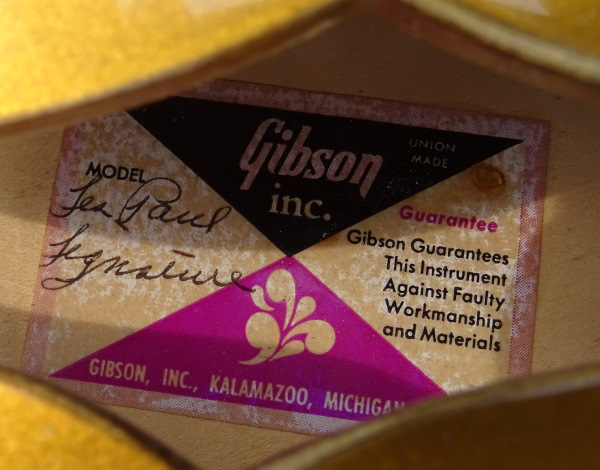 Gibson
inc.
UNION
MADE
MODEL
Les Paul
Signature
Guarantee
Gibson Guarantees
This Instrument
Against Faulty
Workmanship
and Materials
GIBSON, INC., KALAMAZOO, MICHIGAN